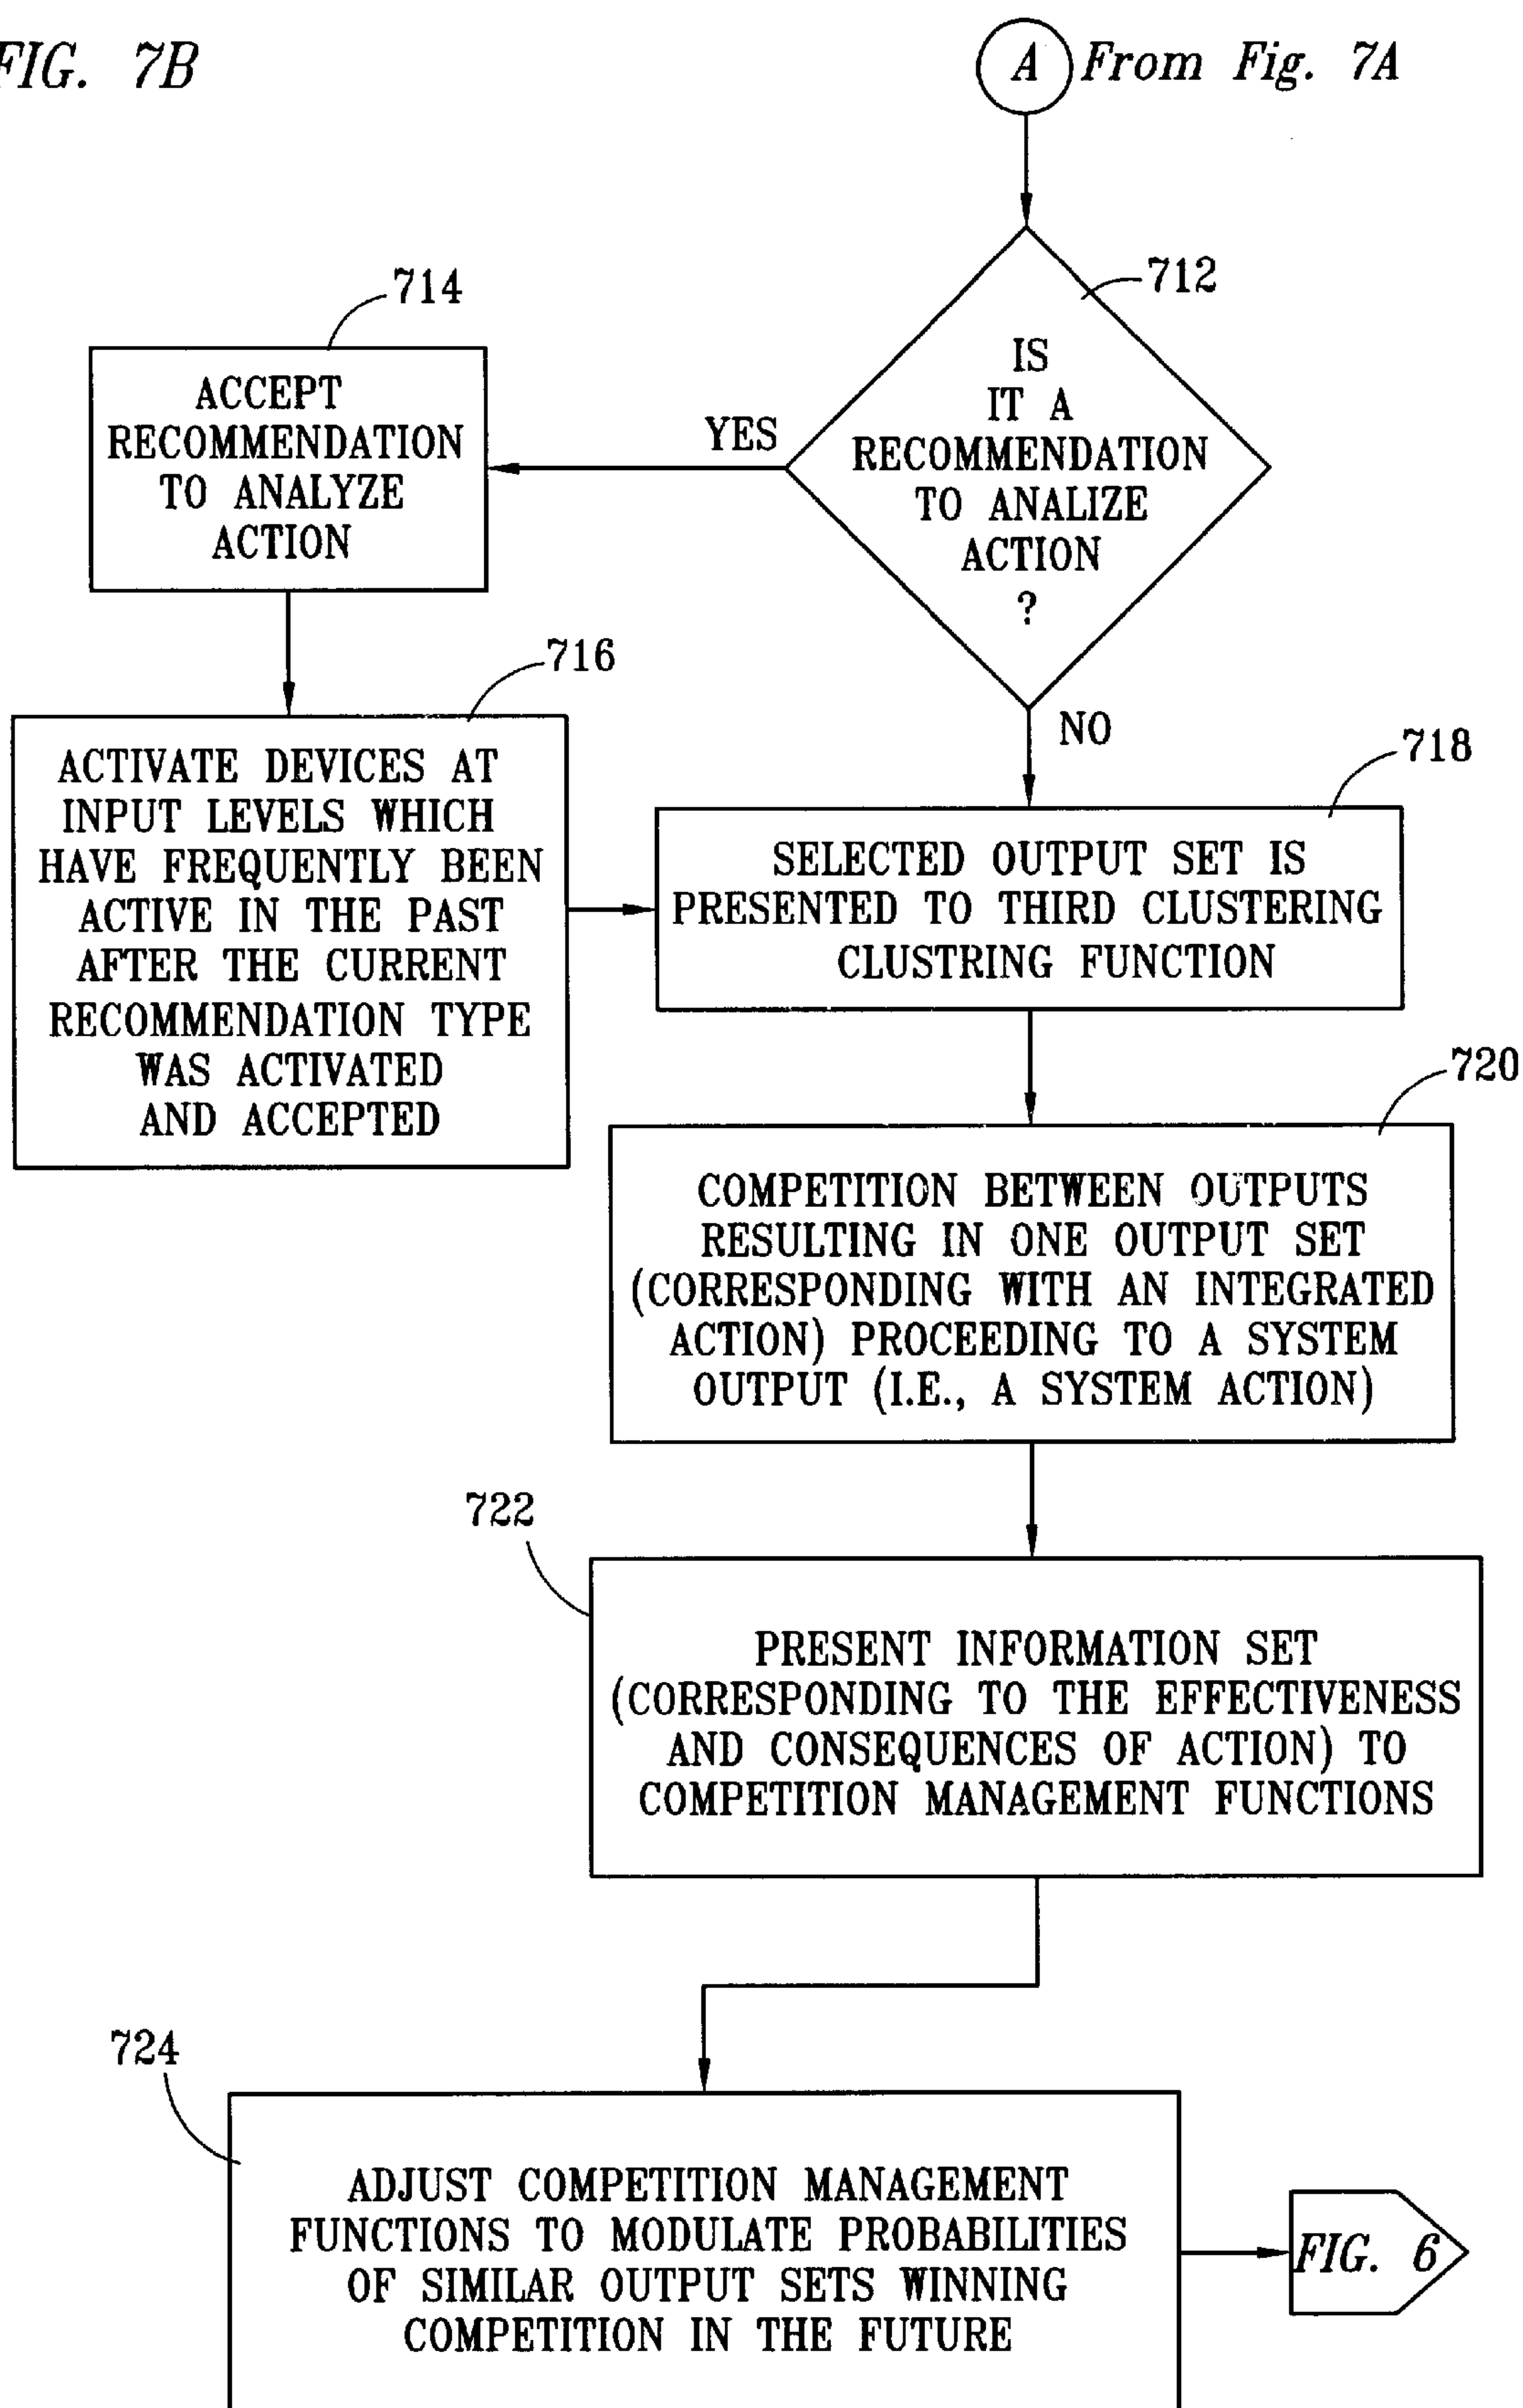 FIG. 7B
A From Fig. 7A
712
IS
IT A
RECOMMENDATION
TO ANALIZE
ACTION
?
YES
NO
714
ACCEPT
RECOMMENDATION
TO ANALYZE
ACTION
716
ACTIVATE DEVICES AT
INPUT LEVELS WHICH
HAVE FREQUENTLY BEEN
ACTIVE IN THE PAST
AFTER THE CURRENT
RECOMMENDATION TYPE
WAS ACTIVATED
AND ACCEPTED
718
SELECTED OUTPUT SET IS
PRESENTED TO THIRD CLUSTERING
CLUSTRING FUNCTION
720
COMPETITION BETWEEN OUTPUTS
RESULTING IN ONE OUTPUT SET
(CORRESPONDING WITH AN INTEGRATED
ACTION) PROCEEDING TO A SYSTEM
OUTPUT (I.E., A SYSTEM ACTION)
722
PRESENT INFORMATION SET
(CORRESPONDING TO THE EFFECTIVENESS
AND CONSEQUENCES OF ACTION) TO
COMPETITION MANAGEMENT FUNCTIONS
724
ADJUST COMPETITION MANAGEMENT
FUNCTIONS TO MODULATE PROBABILITIES
OF SIMILAR OUTPUT SETS WINNING
COMPETITION IN THE FUTURE
FIG. 6